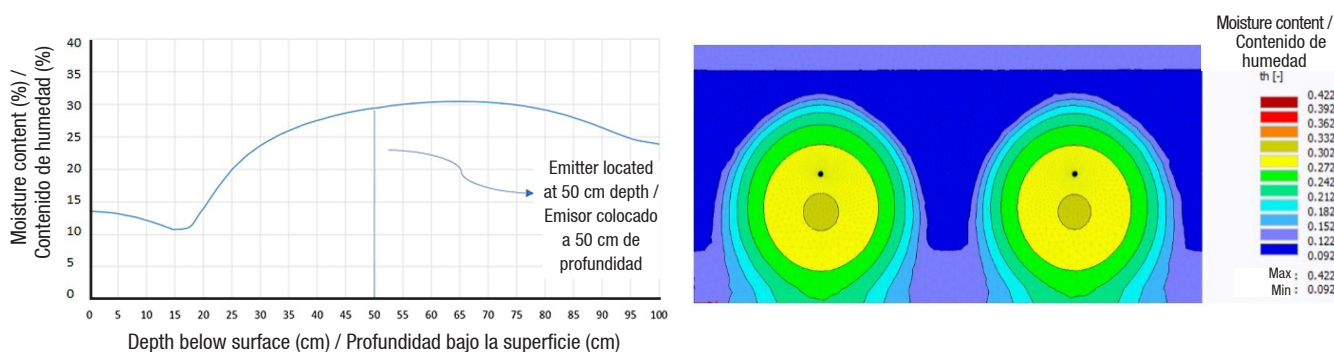 Moisture content (%) /
Contenido de humedad (%)
40
35
30
25
20
15
10
5
0
Emitter located
at 50 cm depth /
Emisor colocado
a 50 cm de
profundidad
0 5 10 15 20 25 30 35 40 45 50 55 60 65 70 75 80 85 90 95 100
Depth below surface (cm) / Profundidad bajo la superficie (cm)
Moisture content /
Contenido de
humedad
th [-]
0.422
0.392
0.362
0.332
0.302
0.272
0.242
0.212
0.182
0.152
0.122
0.092
Max : 0.422
Min : 0.092